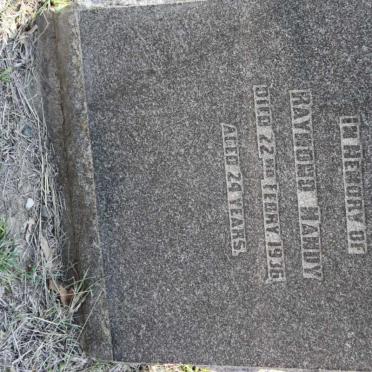 IN MEMORY OF
RAYMOND HANDY
DIED 22ND FEBRY. 1936
AGED 24 YEARS.